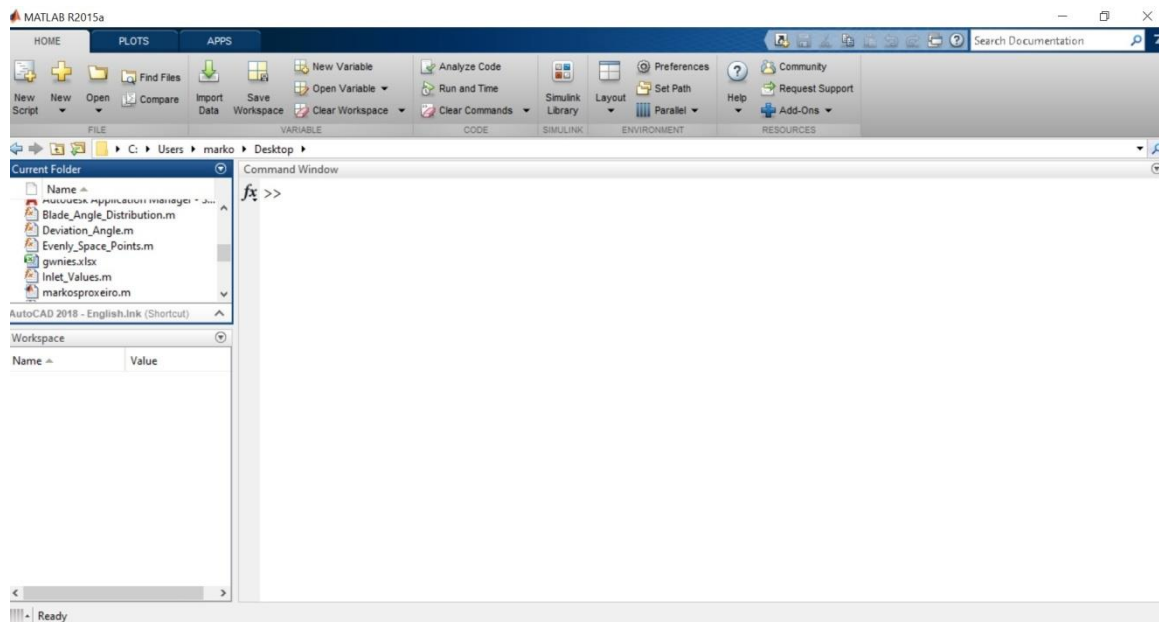 MATLAB R2015a
HOME PLOTS APPS
Search Documentation
New Script
New
Open
Find Files
Compare
Import Data
Save Workspace
New Variable
Open Variable
Clear Workspace
Analyze Code
Run and Time
Clear Commands
Simulink Library
Layout
Preferences
Set Path
Parallel
Help
Community
Request Support
Add-Ons
FILE VARIABLE CODE SIMULINK ENVIRONMENT RESOURCES
C: Users marko Desktop
Current Folder
Name
Autodesk Application Manager - S...
Blade_Angle_Distribution.m
Deviation_Angle.m
Evenly_Space_Points.m
gwnies.xlsx
Inlet_Values.m
markosproxeiro.m
AutoCAD 2018 - English.lnk (Shortcut)
Workspace
Name Value
Command Window
fx >>
Ready